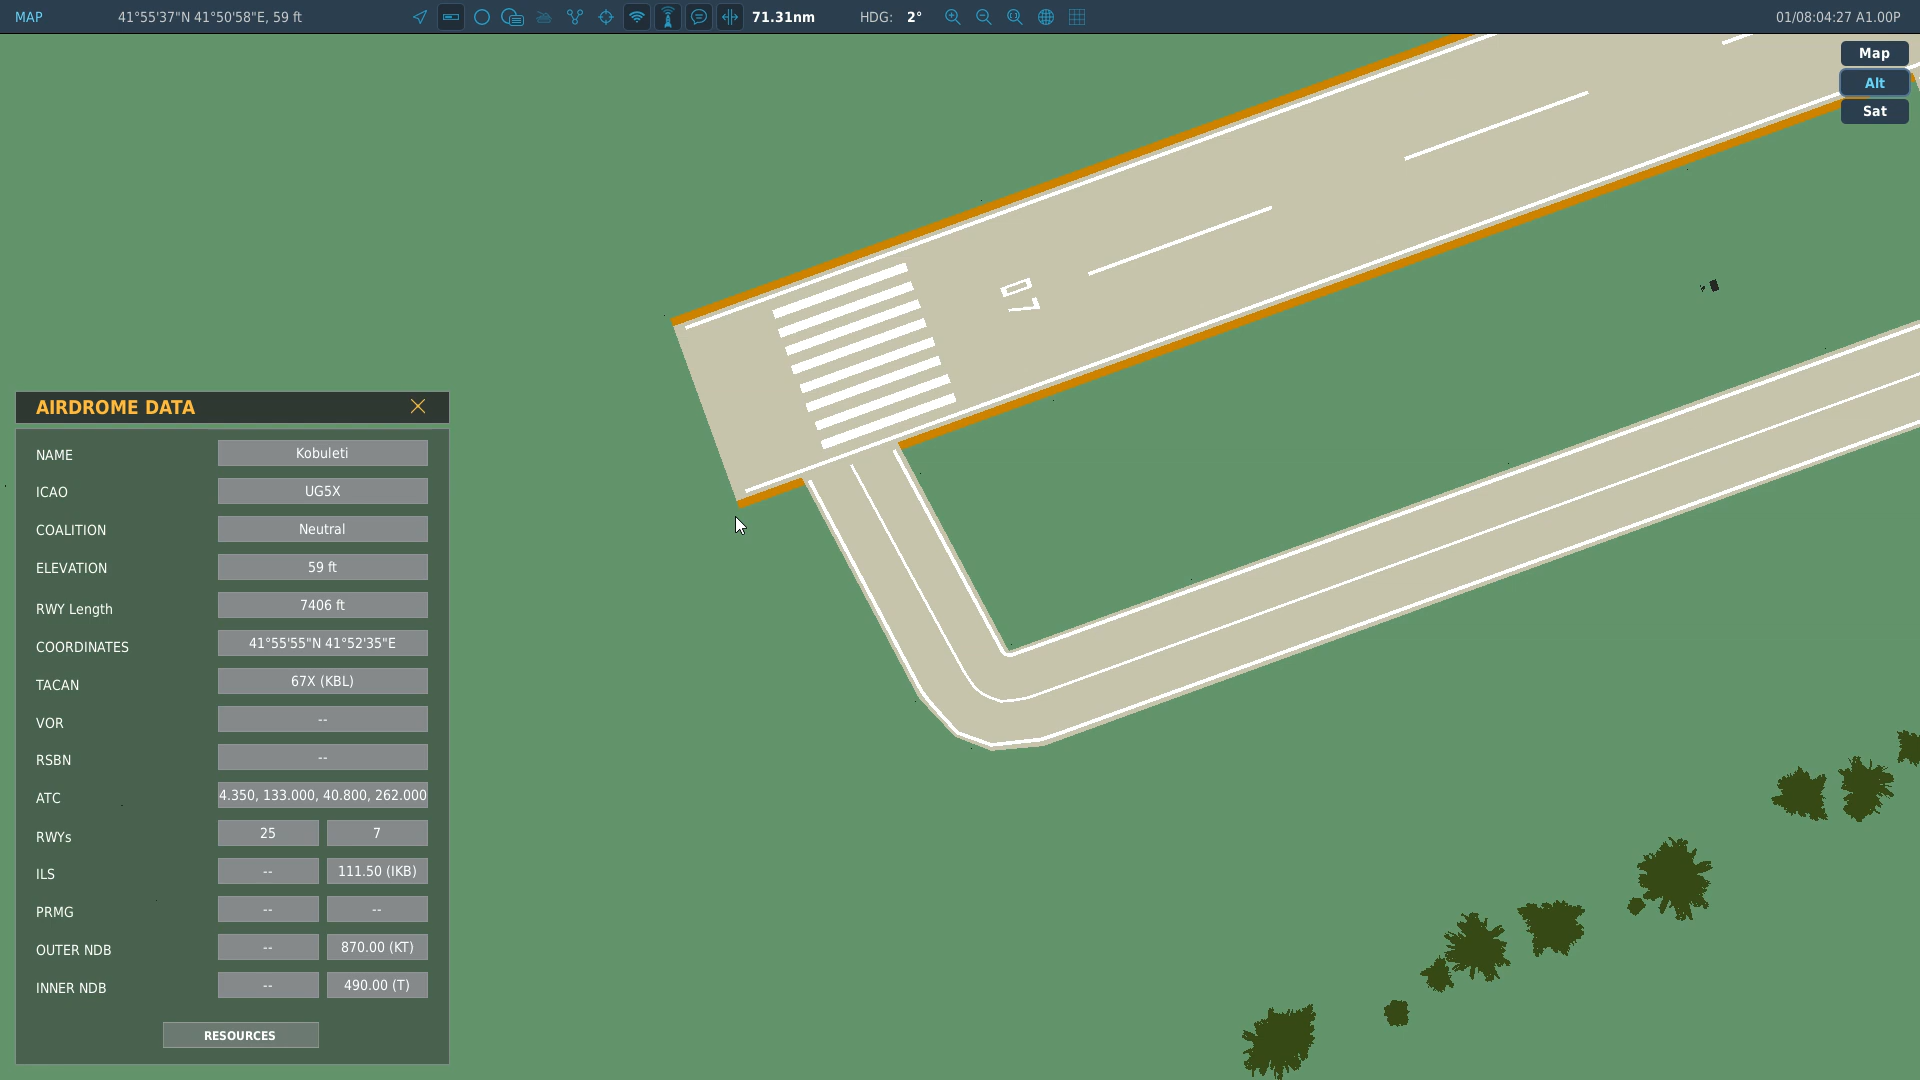 MAP 41°55'37"N 41°50'58"E, 59 ft 71.31nm HDG: 2° 01/08:04:27 A1.00P
Map
Alt
Sat
07
AIRDROME DATA
NAME Kobuleti
ICAO UG5X
COALITION Neutral
ELEVATION 59 ft
RWY Length 7406 ft
COORDINATES 41°55'55"N 41°52'35"E
TACAN 67X (KBL)
VOR --
RSBN --
ATC 4.350, 133.000, 40.800, 262.000
RWYs 25 7
ILS -- 111.50 (IKB)
PRMG -- --
OUTER NDB -- 870.00 (KT)
INNER NDB -- 490.00 (T)
RESOURCES